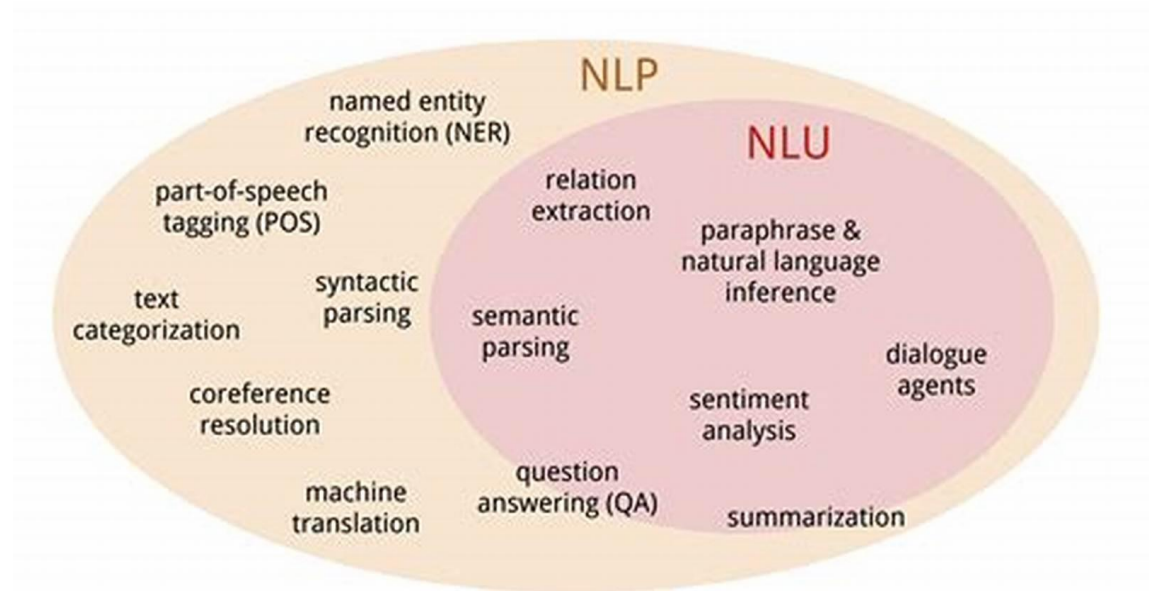 NLP
named entity
recognition (NER)
NLU
part-of-speech
tagging (POS)
relation
extraction
paraphrase &
natural language
inference
text
categorization
syntactic
parsing
semantic
parsing
dialogue
agents
coreference
resolution
sentiment
analysis
machine
translation
question
answering (QA)
summarization